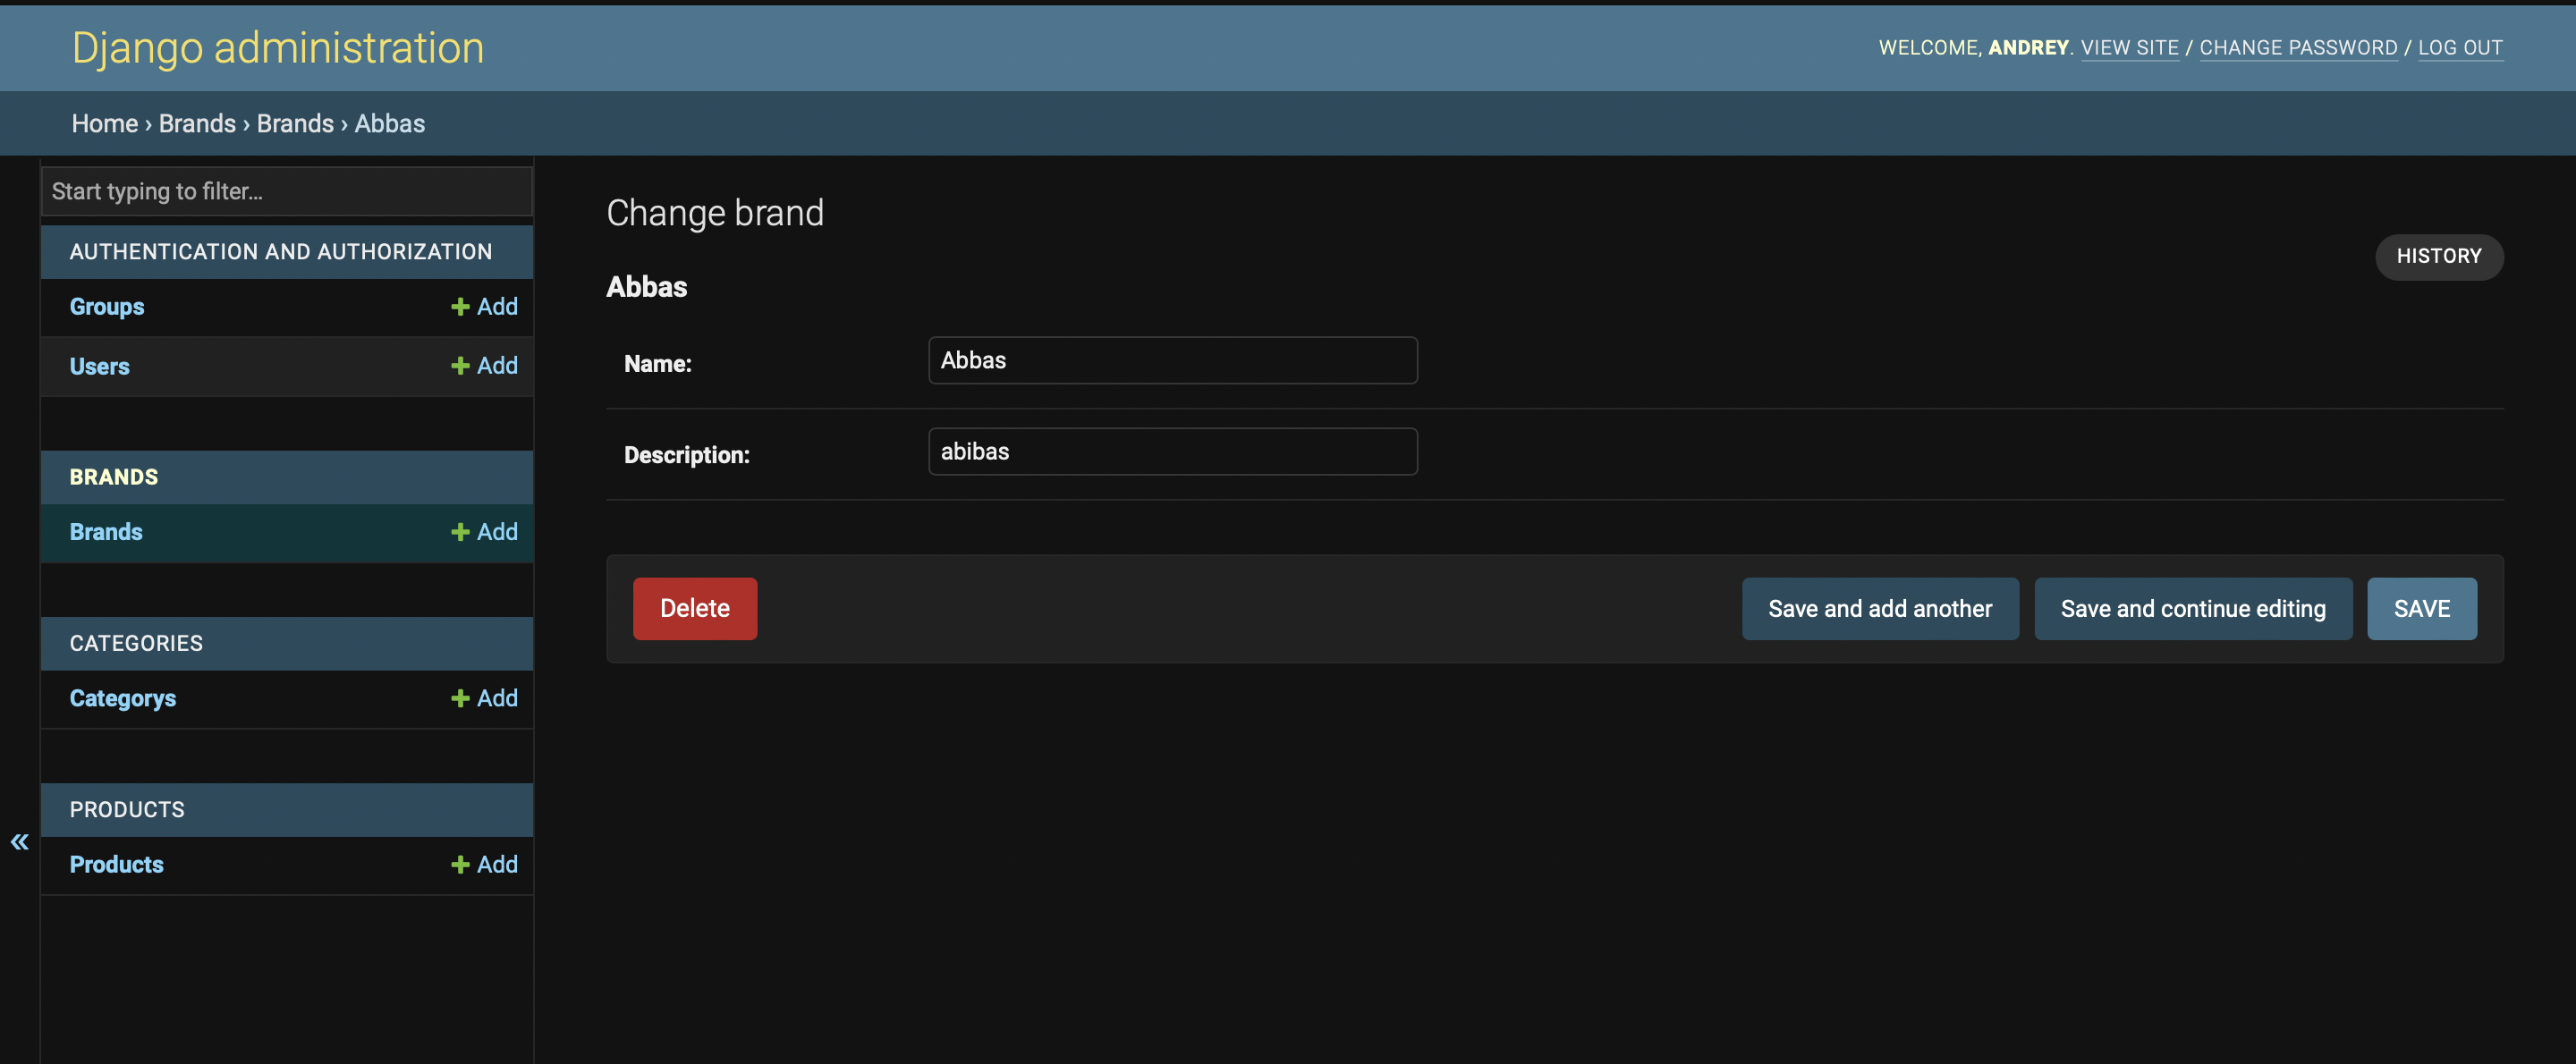 Django administration
WELCOME, ANDREY. VIEW SITE / CHANGE PASSWORD / LOG OUT
Home › Brands › Brands › Abbas
Start typing to filter...
AUTHENTICATION AND AUTHORIZATION
Groups + Add
Users + Add
BRANDS
Brands + Add
CATEGORIES
Categorys + Add
PRODUCTS
Products + Add
«
Change brand
HISTORY
Abbas
Name: Abbas
Description: abibas
Delete Save and add another Save and continue editing SAVE